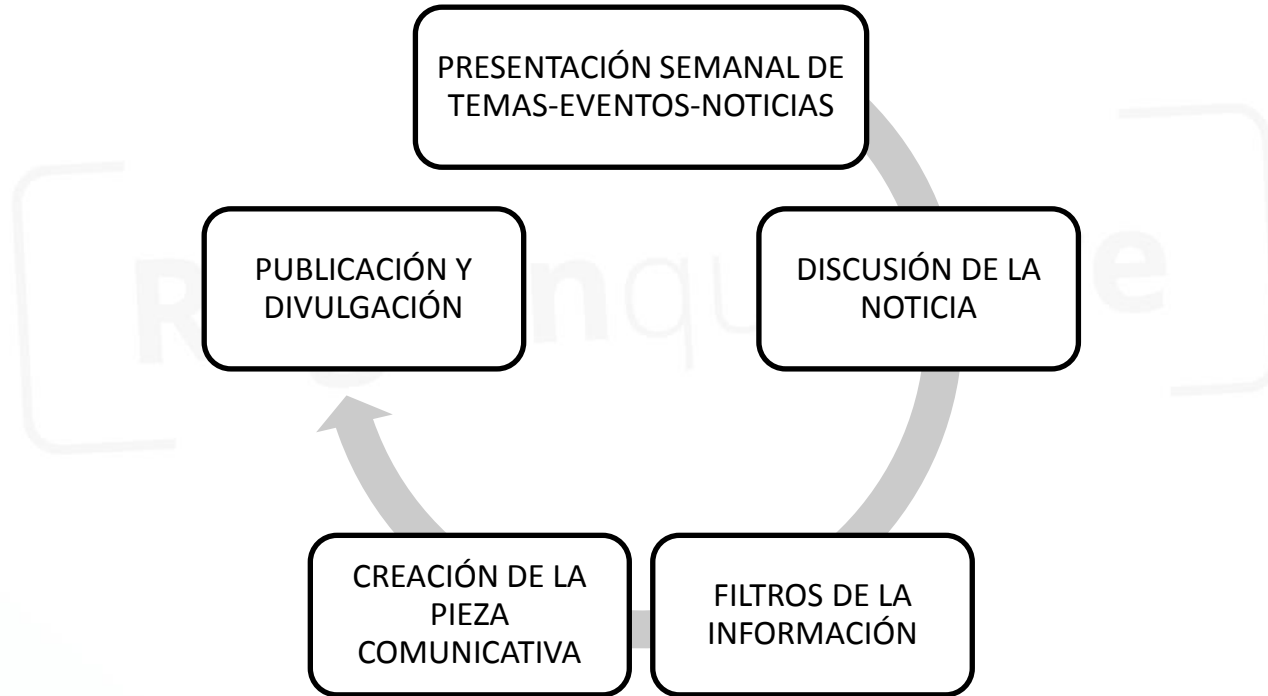 PRESENTACIÓN SEMANAL DE
TEMAS-EVENTOS-NOTICIAS
DISCUSIÓN DE LA
NOTICIA
FILTROS DE LA
INFORMACIÓN
CREACIÓN DE LA
PIEZA
COMUNICATIVA
PUBLICACIÓN Y
DIVULGACIÓN